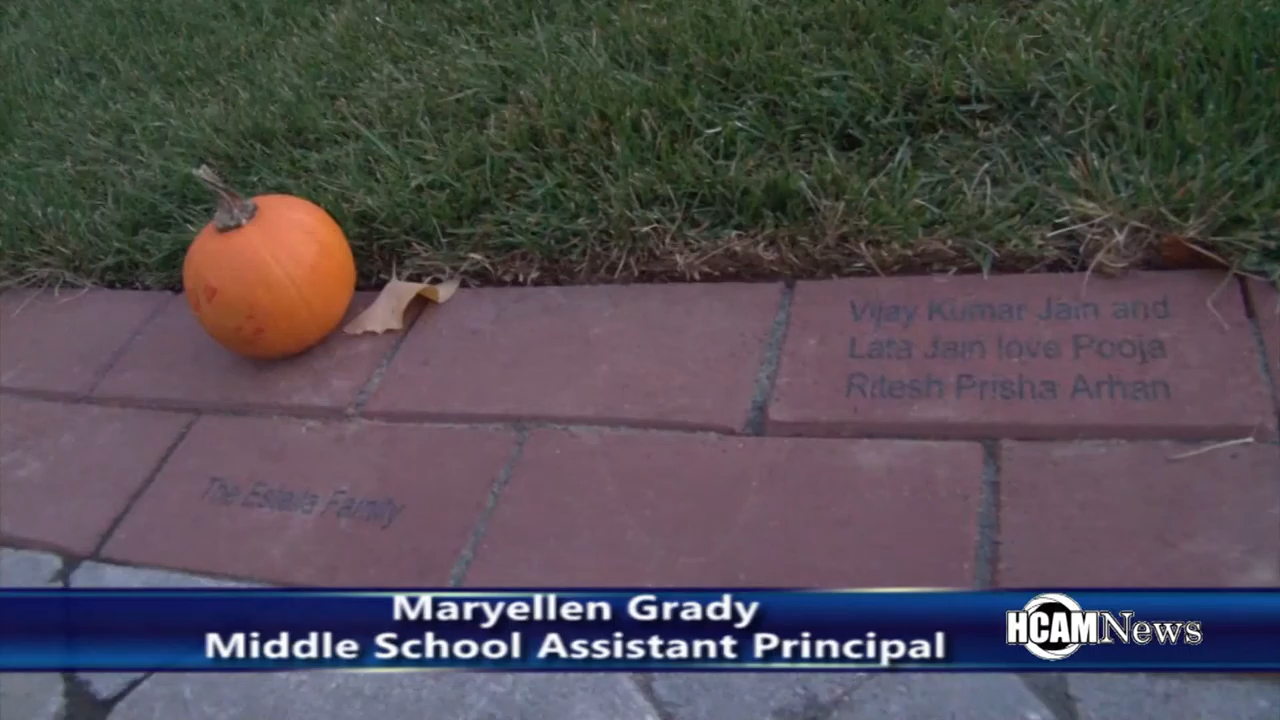 Vijay Kumar Jain and
Lata Jain love Pooja
Ritesh Prisha Arhan
The Estella Family
Maryellen Grady
Middle School Assistant Principal
HCAMNews